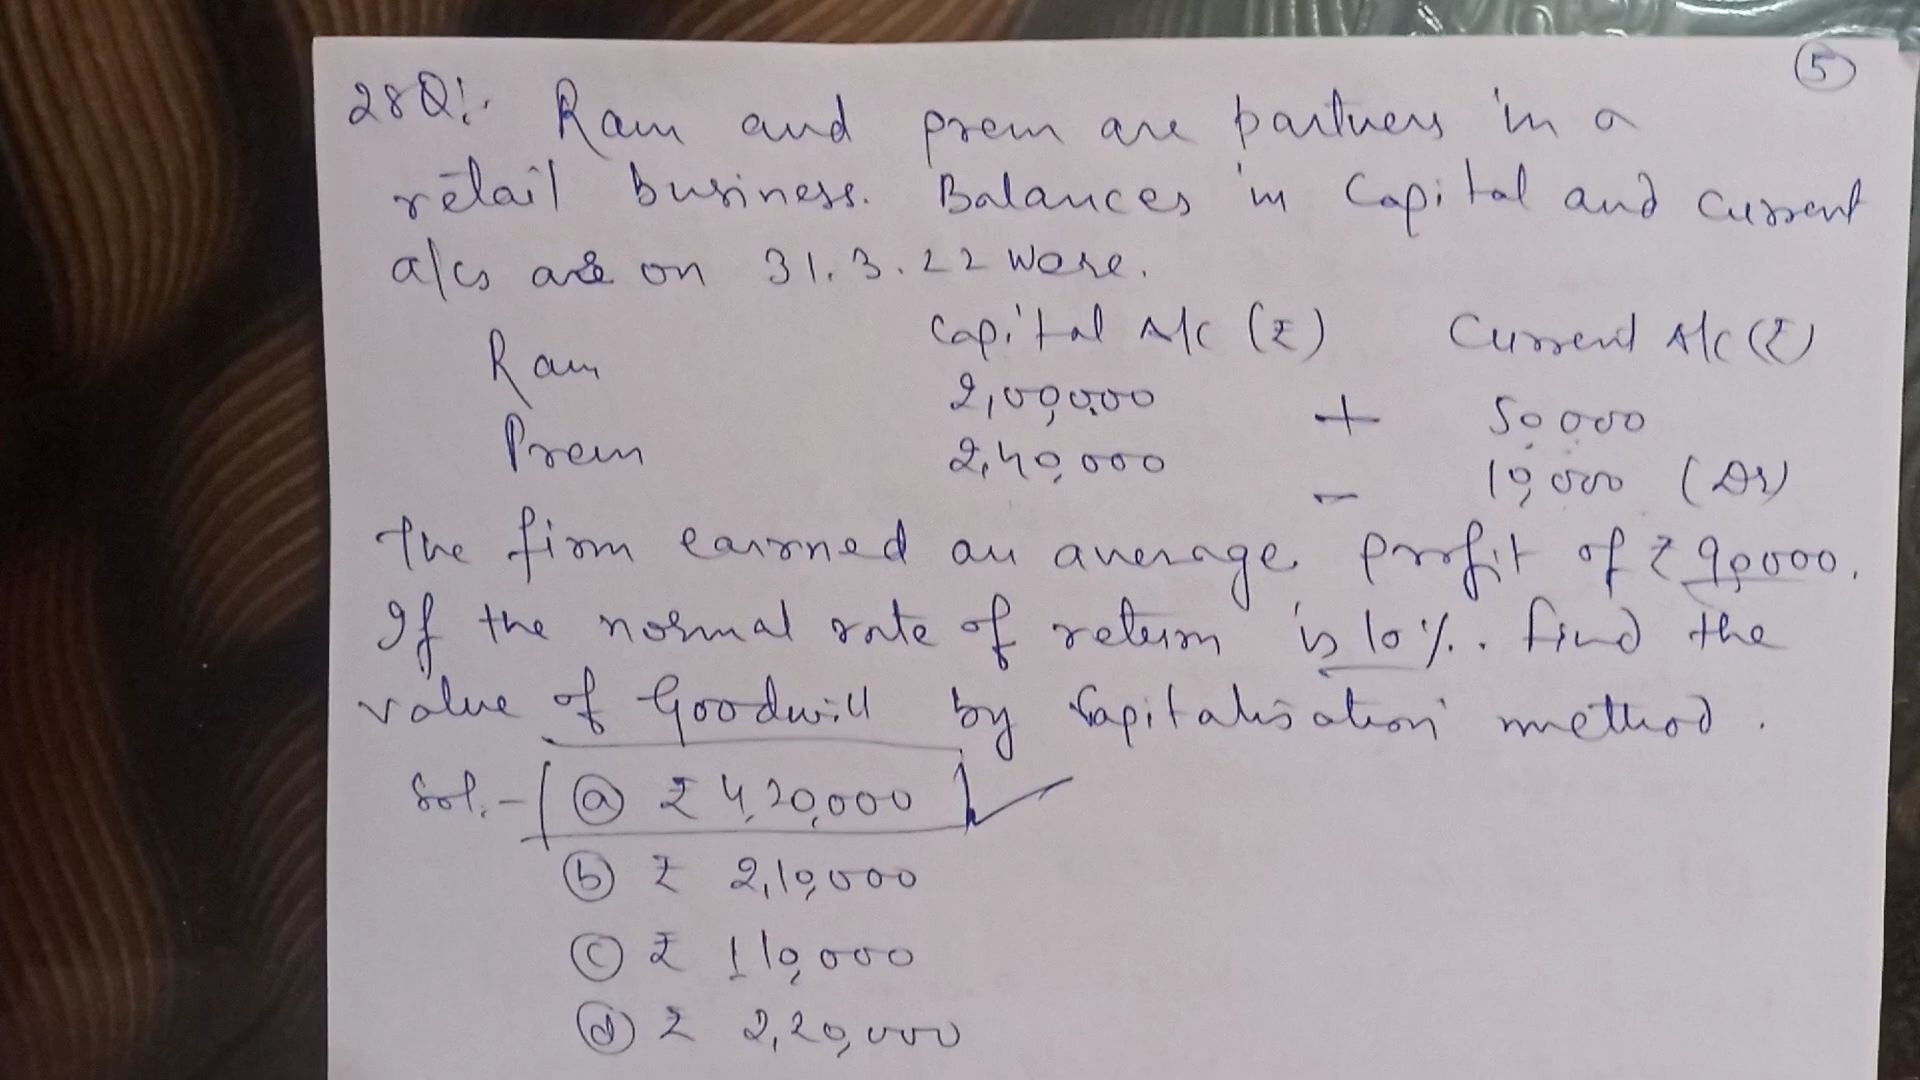 5
28Q:- Ram and prem are partners in a
retail business. Balances in Capital and current
a/cs are on 31.3.22 were.
Capital A/c (₹) Current A/c (₹)
Ram 2,00,000 + 50,000
Prem 2,40,000 - 10,000 (Dr)
The firm earned an average profit of ₹ 90,000.
If the normal rate of return is 10%. find the
value of Goodwill by Capitalisation method.
Sol.- (a) ₹ 4,20,000
(b) ₹ 2,10,000
(c) ₹ 110,000
(d) ₹ 2,20,000